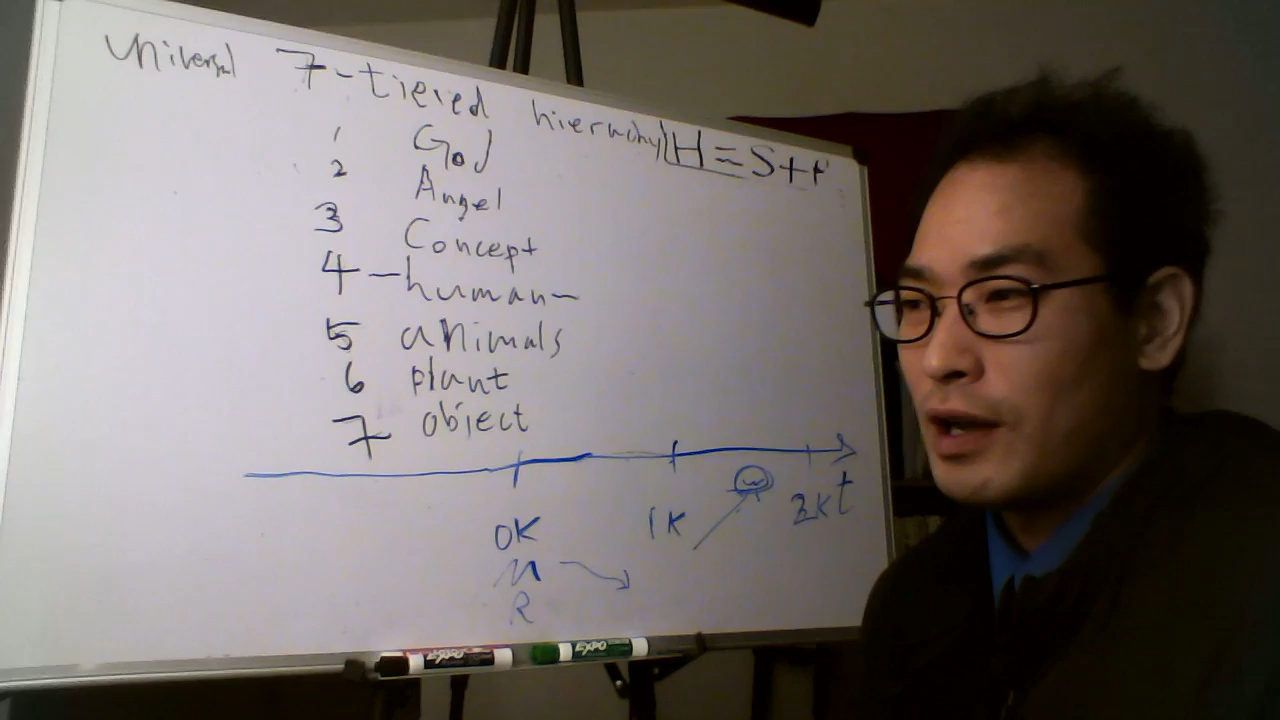 Universal 7-tiered hierarchy H = S++
1 God
2 Angel
3 Concept
4 - human -
5 animals
6 plant
7 object
0K 1K W 2K t
n
R
EXPO EXPO